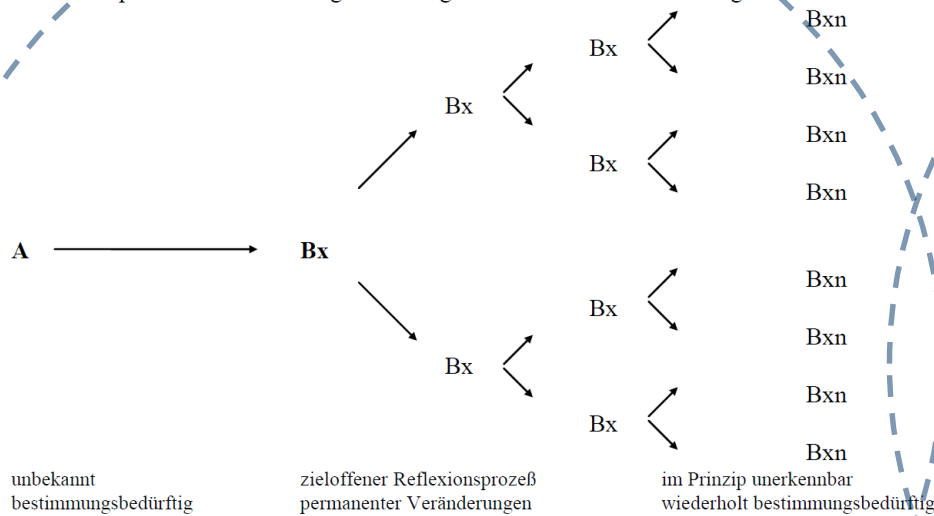 Bxn
Bx
Bxn
Bx
Bxn
Bx
Bxn
A Bx
Bxn
Bx
Bxn
Bx
Bxn
Bx
Bxn
unbekannt zieloffener Reflexionsprozeß im Prinzip unerkennbar
bestimmungsbedürftig permanenter Veränderungen wiederholt bestimmungsbedürftig